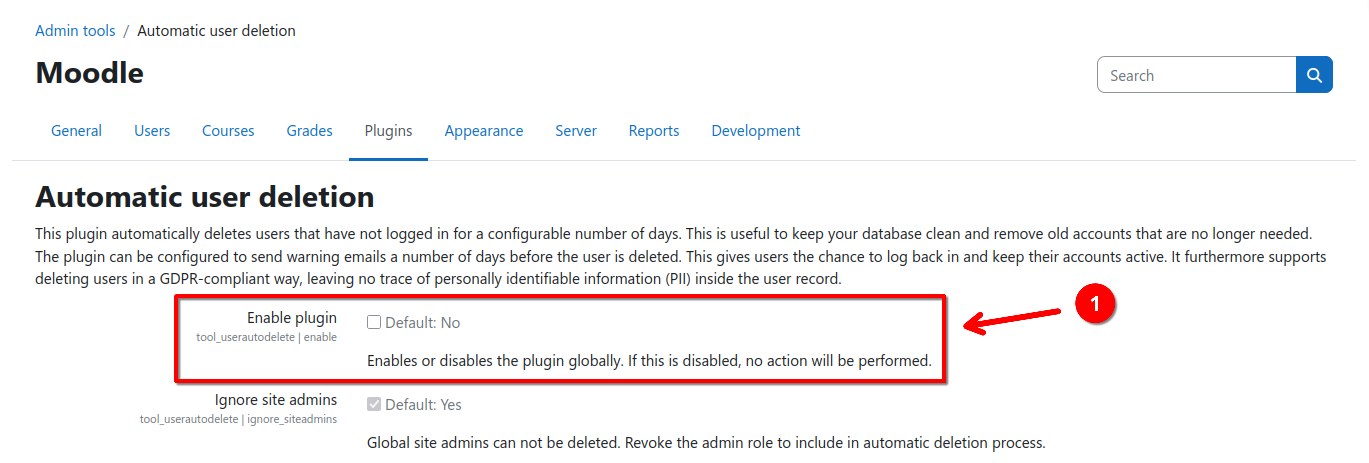 Admin tools / Automatic user deletion
Moodle
Search
General Users Courses Grades Plugins Appearance Server Reports Development
Automatic user deletion
This plugin automatically deletes users that have not logged in for a configurable number of days. This is useful to keep your database clean and remove old accounts that are no longer needed.
The plugin can be configured to send warning emails a number of days before the user is deleted. This gives users the chance to log back in and keep their accounts active. It furthermore supports
deleting users in a GDPR-compliant way, leaving no trace of personally identifiable information (PII) inside the user record.
1
Enable plugin Default: No
tool_userautodelete | enable
Enables or disables the plugin globally. If this is disabled, no action will be performed.
Ignore site admins Default: Yes
tool_userautodelete | ignore_siteadmins
Global site admins can not be deleted. Revoke the admin role to include in automatic deletion process.